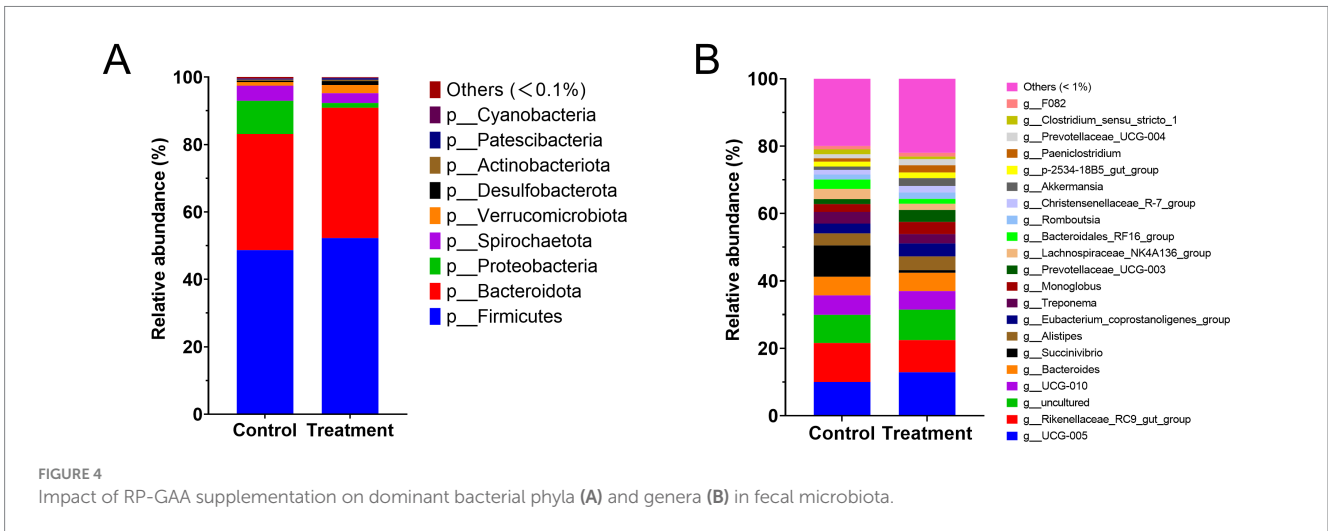 A
Relative abundance (%)
100
80
60
40
20
0
Control Treatment
Others (<0.1%)
p__Cyanobacteria
p__Patescibacteria
p__Actinobacteriota
p__Desulfobacterota
p__Verrucomicrobiota
p__Spirochaetota
p__Proteobacteria
p__Bacteroidota
p__Firmicutes
B
Relative abundance (%)
100
80
60
40
20
0
Control Treatment
Others (< 1%)
g__F082
g__Clostridium_sensu_stricto_1
g__Prevotellaceae_UCG-004
g__Paeniclostridium
g__p-2534-18B5_gut_group
g__Akkermansia
g__Christensenellaceae_R-7_group
g__Romboutsia
g__Bacteroidales_RF16_group
g__Lachnospiraceae_NK4A136_group
g__Prevotellaceae_UCG-003
g__Monoglobus
g__Treponema
g__Eubacterium_coprostanoligenes_group
g__Alistipes
g__Succinivibrio
g__Bacteroides
g__UCG-010
g__uncultured
g__Rikenellaceae_RC9_gut_group
g__UCG-005
FIGURE 4
Impact of RP-GAA supplementation on dominant bacterial phyla (A) and genera (B) in fecal microbiota.